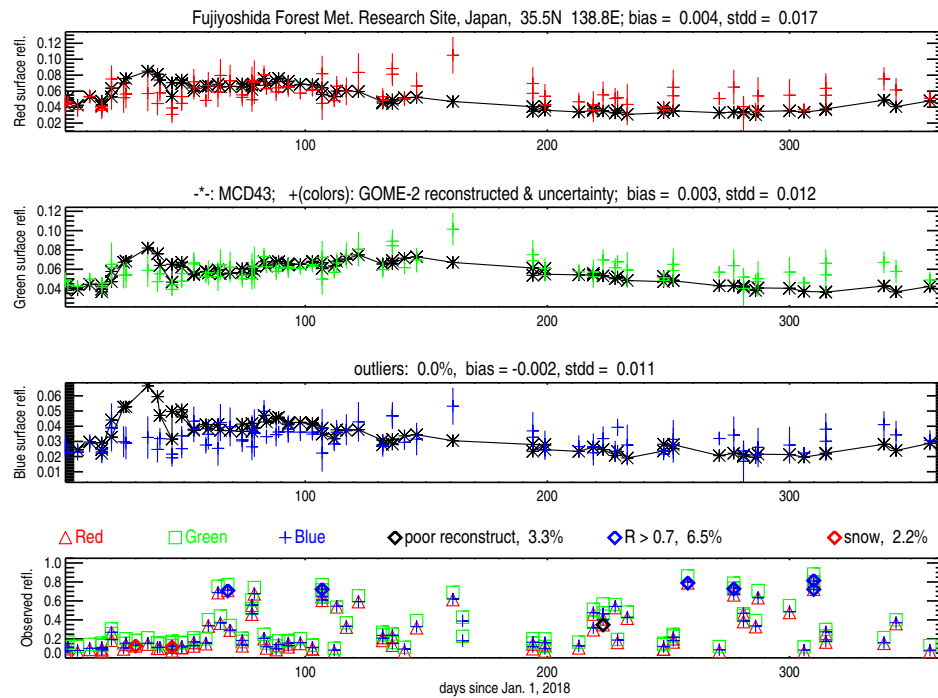 Fujiyoshida Forest Met. Research Site, Japan, 35.5N 138.8E; bias = 0.004, stdd = 0.017
Red surface refl.
0.12
0.10
0.08
0.06
0.04
0.02
100 200 300
-*-: MCD43; +(colors): GOME-2 reconstructed & uncertainty; bias = 0.003, stdd = 0.012
Green surface refl.
0.12
0.10
0.08
0.06
0.04
100 200 300
outliers: 0.0%, bias = -0.002, stdd = 0.011
Blue surface refl.
0.06
0.05
0.04
0.03
0.02
0.01
100 200 300
Red Green Blue poor reconstruct, 3.3% R > 0.7, 6.5% snow, 2.2%
Observed refl.
1.0
0.8
0.6
0.4
0.2
0.0
100 200 300
days since Jan. 1, 2018